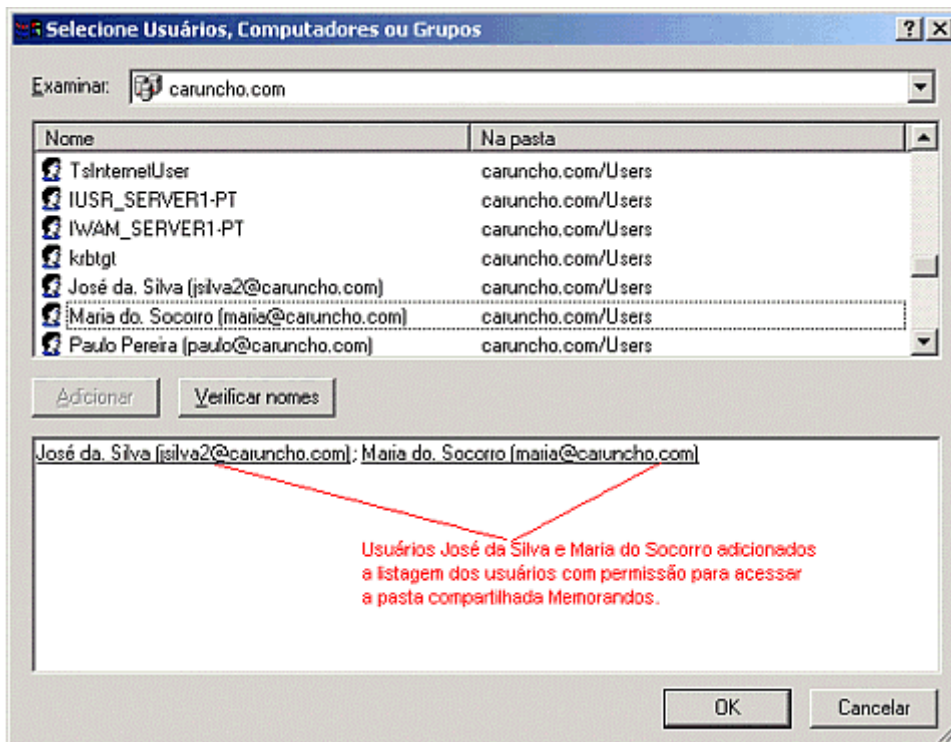 Selecione Usuários, Computadores ou Grupos
Examinar: caruncho.com
Nome Na pasta
TsInternetUser caruncho.com/Users
IUSR_SERVER1-PT caruncho.com/Users
IWAM_SERVER1-PT caruncho.com/Users
krbtgt caruncho.com/Users
José da. Silva (jsilva2@caruncho.com) caruncho.com/Users
Maria do. Socorro (maria@caruncho.com) caruncho.com/Users
Paulo Pereira (paulo@caruncho.com) caruncho.com/Users
Adicionar Verificar nomes
José da. Silva (jsilva2@caruncho.com); Maria do. Socorro (maria@caruncho.com)
Usuários José da Silva e Maria do Socorro adicionados
a listagem dos usuários com permissão para acessar
a pasta compartilhada Memorandos.
OK Cancelar